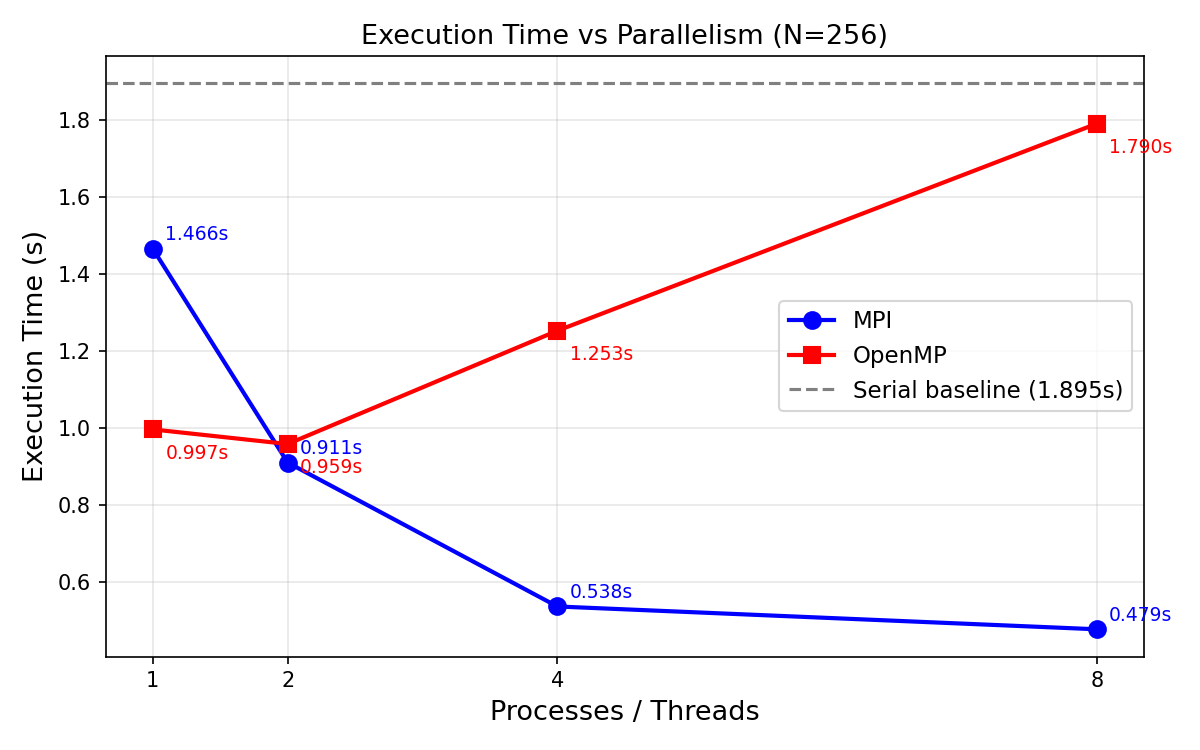 Execution Time vs Parallelism (N=256)
Execution Time (s)
1.8
1.6
1.4
1.2
1.0
0.8
0.6
1.466s
0.997s
0.911s
0.959s
1.253s
0.538s
1.790s
0.479s
MPI
OpenMP
Serial baseline (1.895s)
1 2 4 8
Processes / Threads